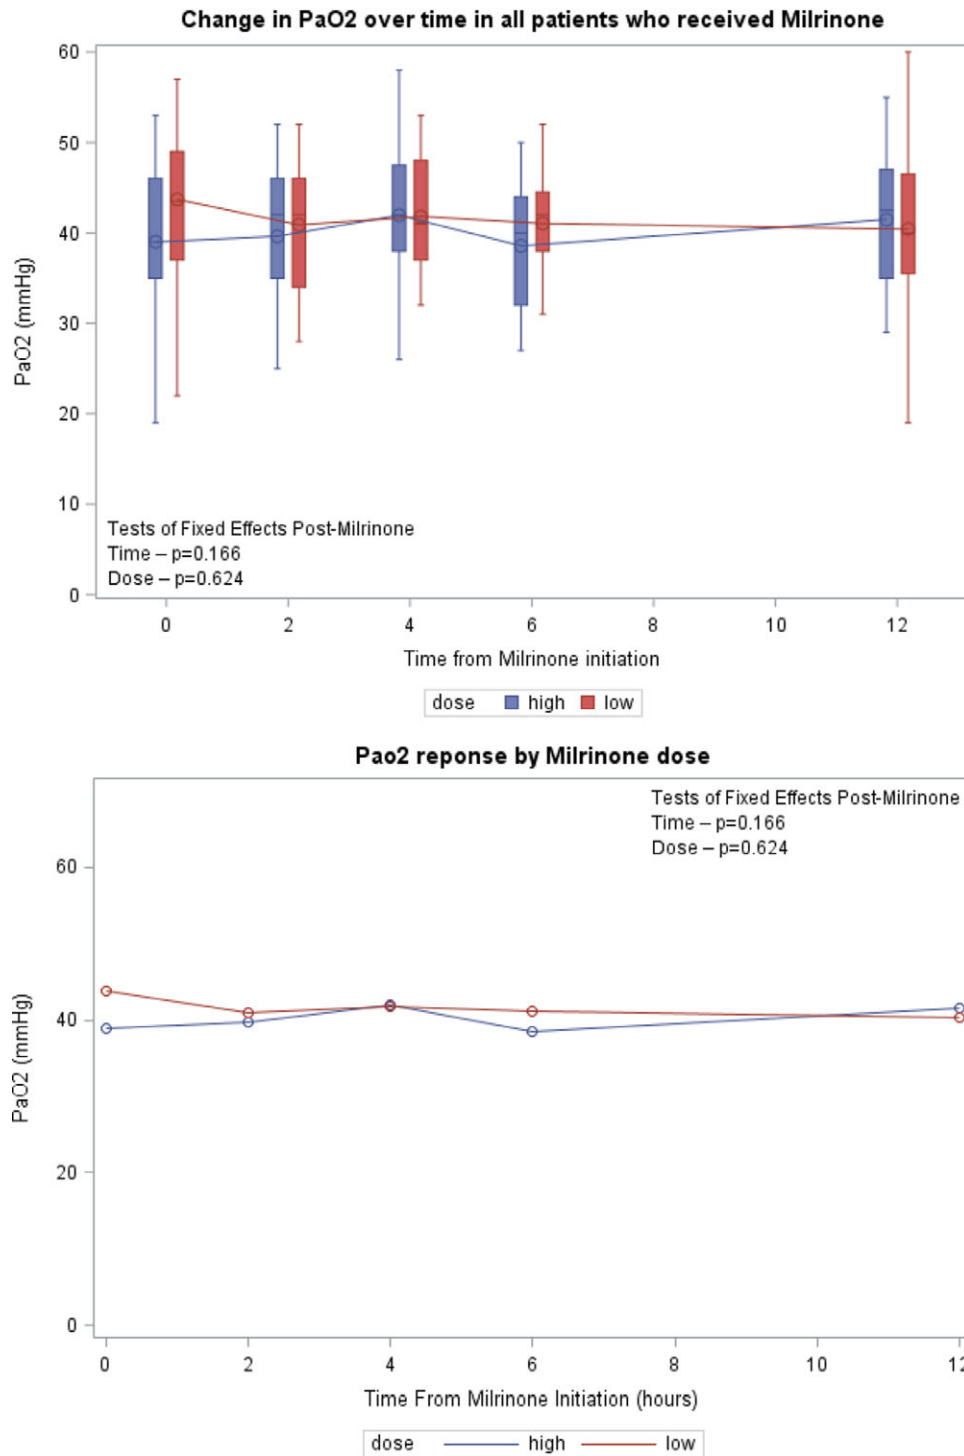 Change in PaO2 over time in all patients who received Milrinone
60
50
40
30
20
10
0
PaO2 (mmHg)
Tests of Fixed Effects Post-Milrinone
Time – p=0.166
Dose – p=0.624
0 2 4 6 8 10 12
Time from Milrinone initiation
dose high low
Pao2 reponse by Milrinone dose
Tests of Fixed Effects Post-Milrinone
Time – p=0.166
Dose – p=0.624
60
40
20
0
PaO2 (mmHg)
0 2 4 6 8 10 12
Time From Milrinone Initiation (hours)
dose high low